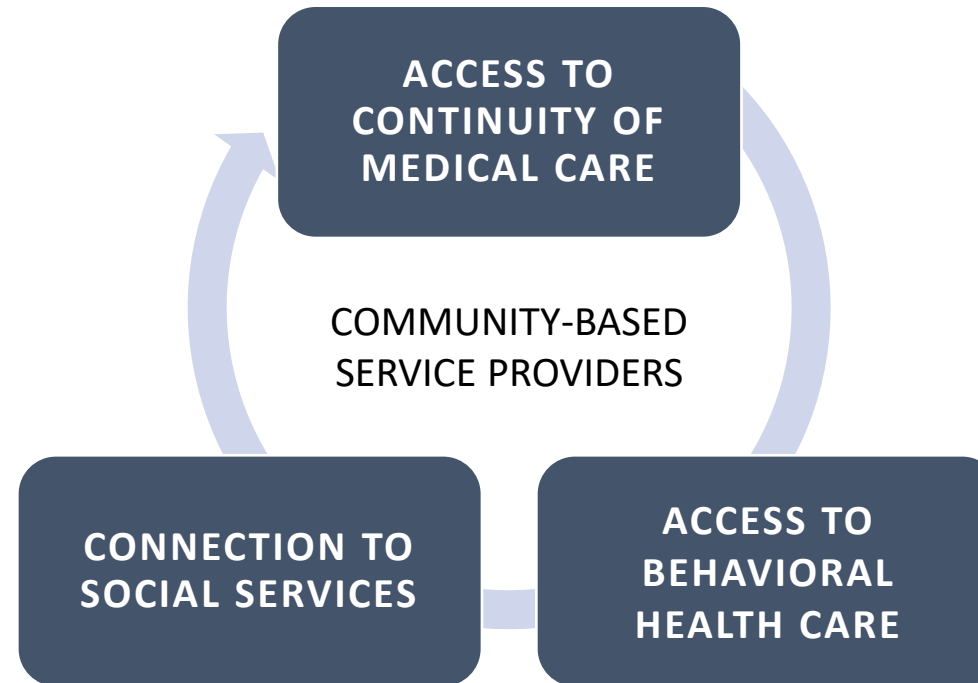 ACCESS TO
CONTINUITY OF
MEDICAL CARE
COMMUNITY-BASED
SERVICE PROVIDERS
CONNECTION TO
SOCIAL SERVICES
ACCESS TO
BEHAVIORAL
HEALTH CARE